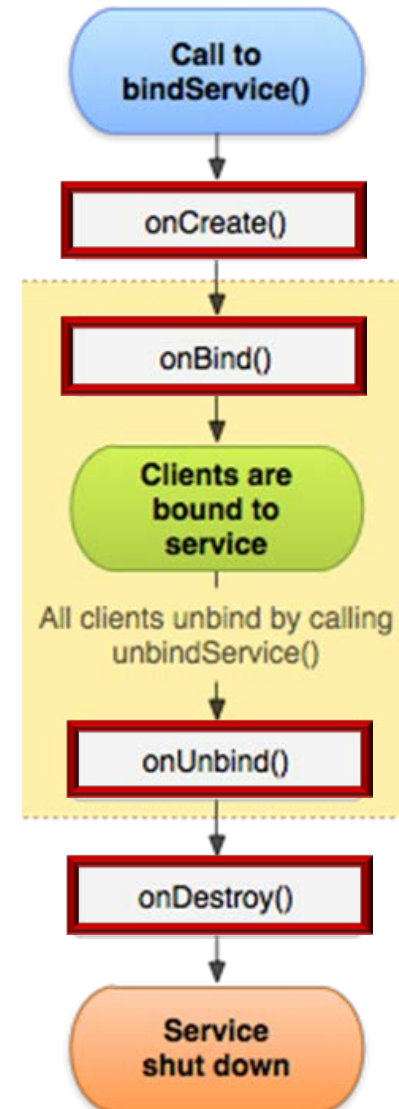 Call to
bindService()
onCreate()
onBind()
Clients are
bound to
service
All clients unbind by calling
unbindService()
onUnbind()
onDestroy()
Service
shut down